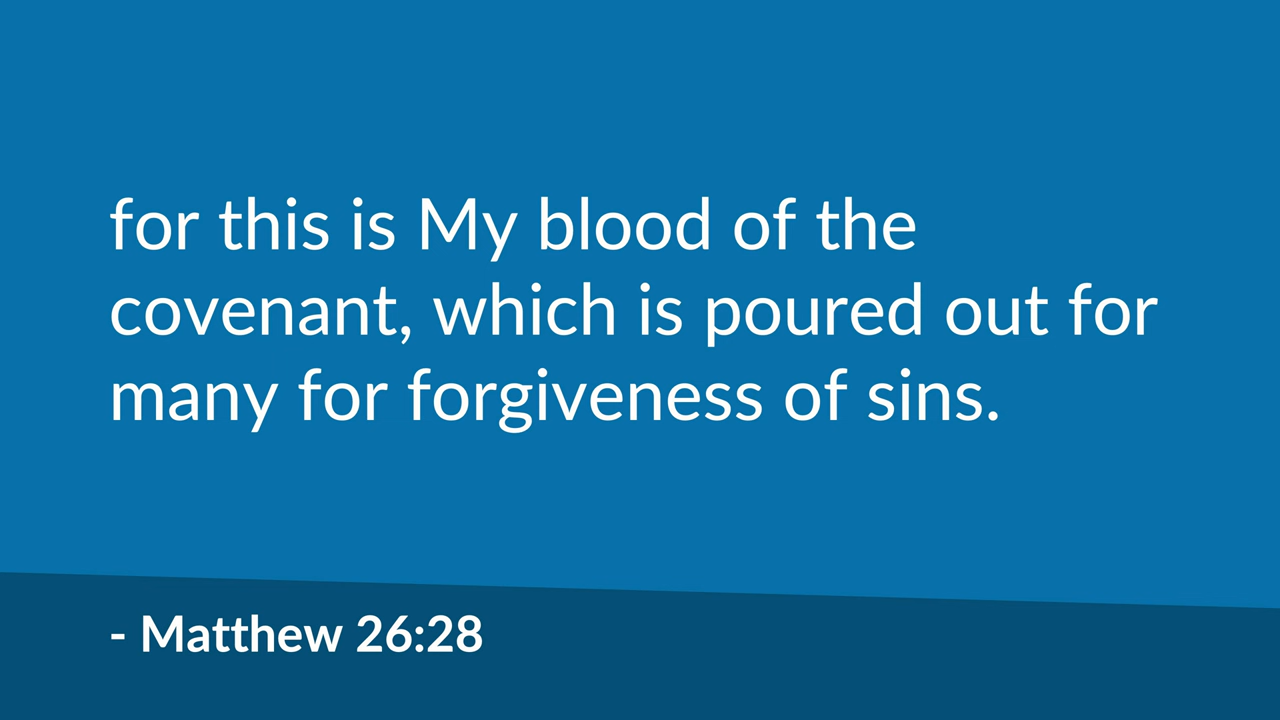 for this is My blood of the
covenant, which is poured out for
many for forgiveness of sins.
- Matthew 26:28